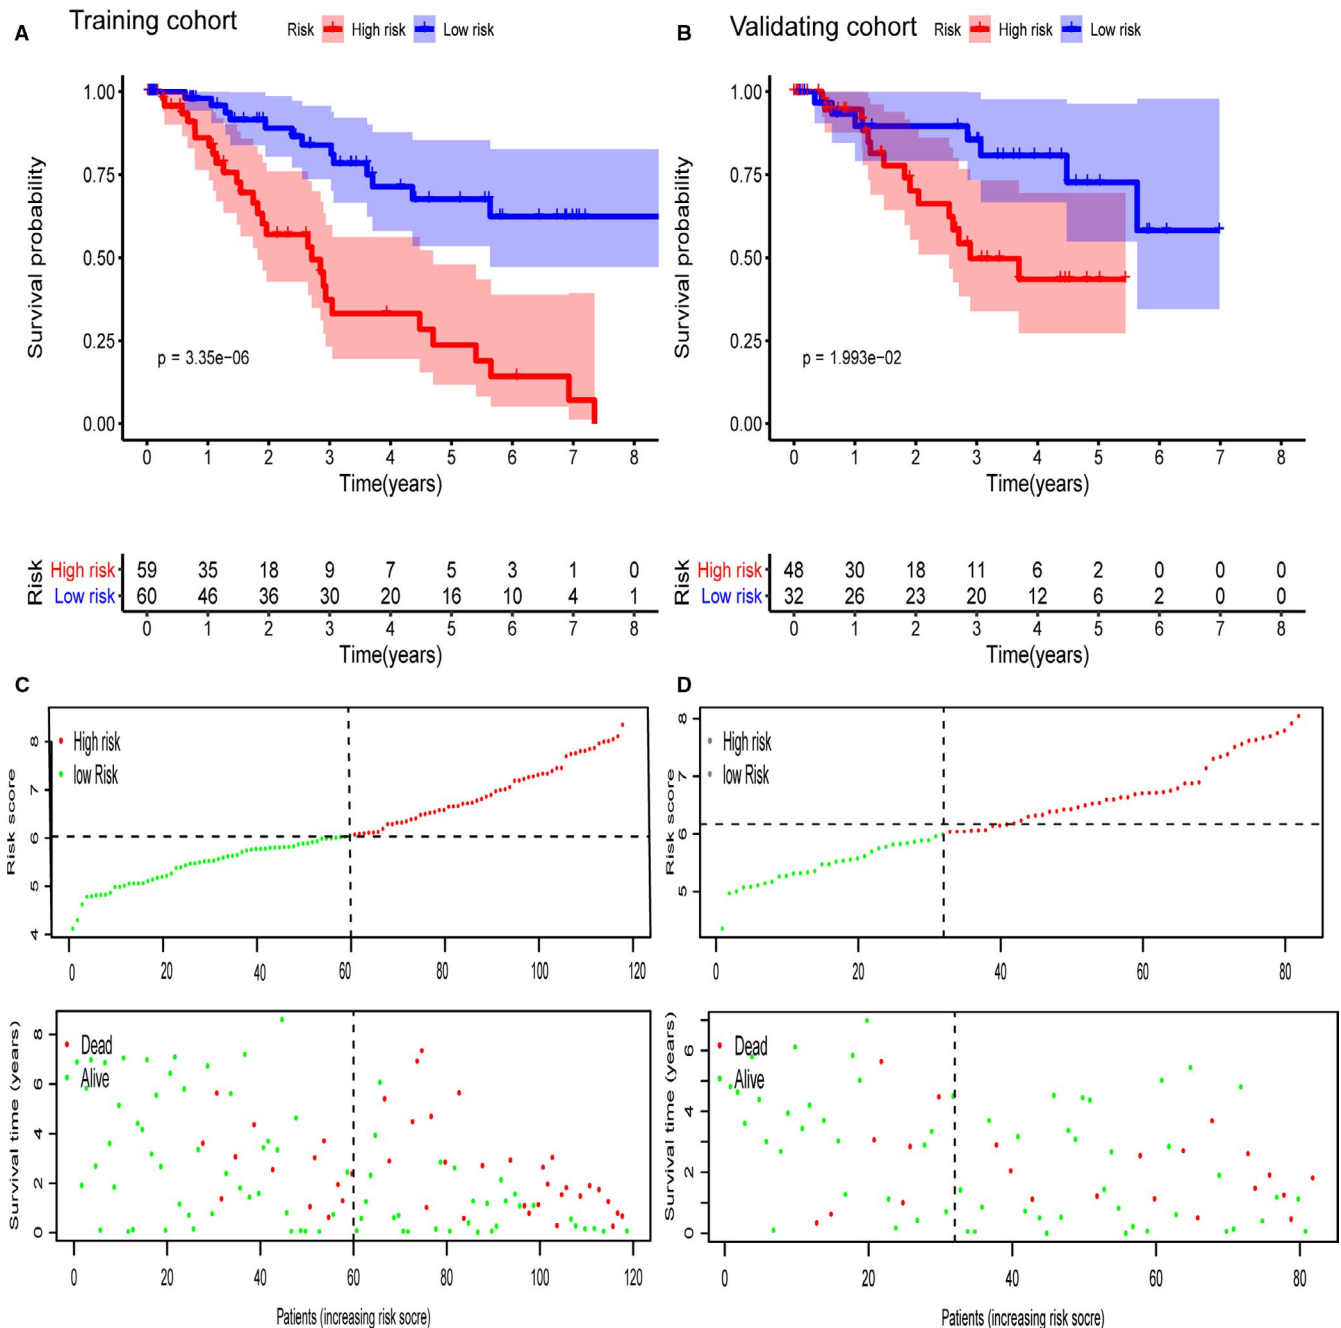 A Training cohort Risk High risk Low risk
Survival probability
1.00
0.75
0.50
0.25
0.00
p = 3.35e−06
0 1 2 3 4 5 6 7 8
Time(years)
Risk
High risk 59 35 18 9 7 5 3 1 0
Low risk 60 46 36 30 20 16 10 4 1
0 1 2 3 4 5 6 7 8
Time(years)
B Validating cohort Risk High risk Low risk
Survival probability
1.00
0.75
0.50
0.25
0.00
p = 1.993e−02
0 1 2 3 4 5 6 7 8
Time(years)
Risk
High risk 48 30 18 11 6 2 0 0 0
Low risk 32 26 23 20 12 6 2 0 0
0 1 2 3 4 5 6 7 8
Time(years)
C
Risk score
8
7
6
5
4
High risk
low Risk
0 20 40 60 80 100 120
Survival time (years)
8
6
4
2
0
Dead
Alive
0 20 40 60 80 100 120
Patients (increasing risk socre)
D
Risk score
8
7
6
5
High risk
low Risk
0 20 40 60 80
Survival time (years)
6
4
2
0
Dead
Alive
0 20 40 60 80
Patients (increasing risk socre)